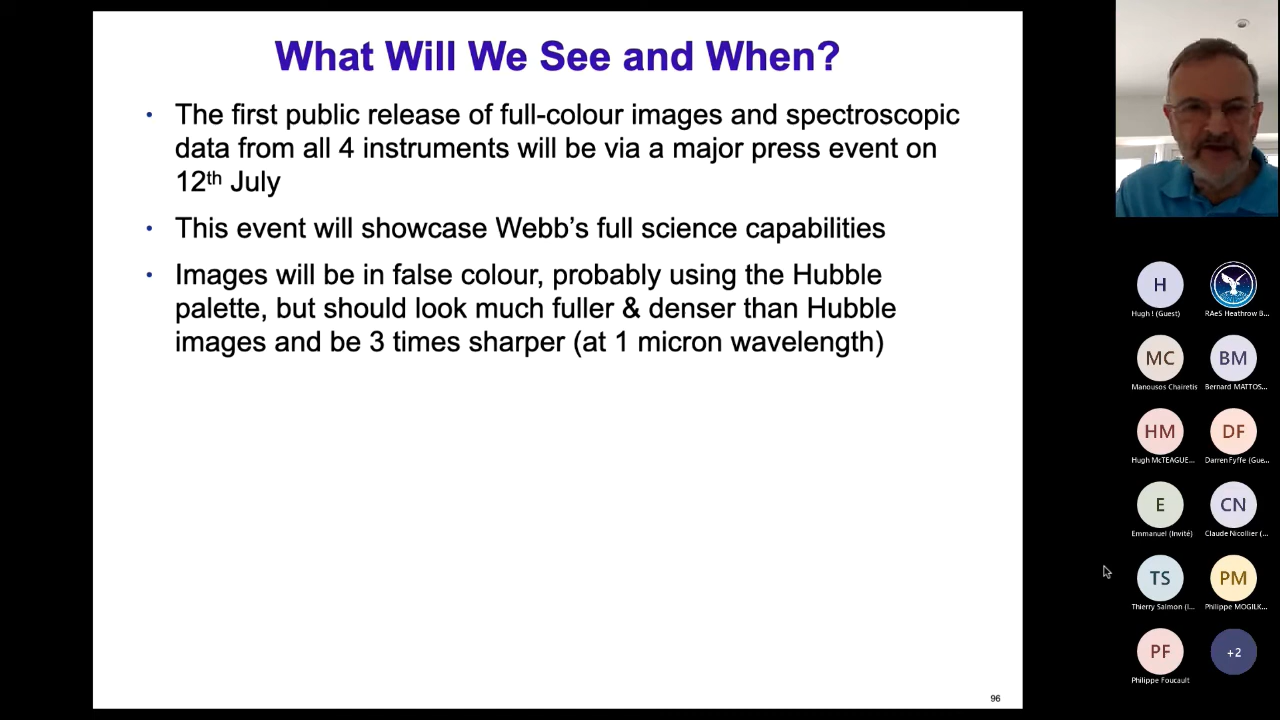 What Will We See and When?
• The first public release of full-colour images and spectroscopic
data from all 4 instruments will be via a major press event on
12th July
• This event will showcase Webb's full science capabilities
• Images will be in false colour, probably using the Hubble
palette, but should look much fuller & denser than Hubble
images and be 3 times sharper (at 1 micron wavelength)
96
H
Hugh ! (Guest)
RAeS Heathrow B...
MC
BM
Manousos Chairetis
Bernard MATTOS...
HM
DF
Hugh McTEAGUE...
Darren Fyffe (Gue...
E
CN
Emmanuel (Invité)
Claude Nicollier (...
TS
PM
Thierry Salmon (I...
Philippe MOGILK...
PF
+2
Philippe Foucault